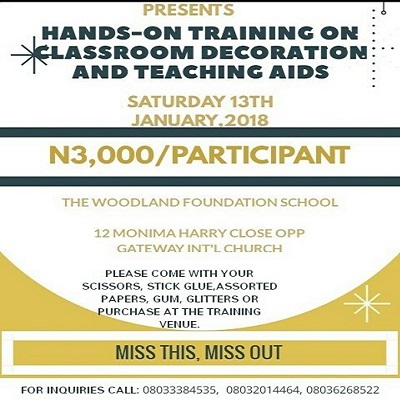 PRESENTS
HANDS-ON TRAINING ON
CLASSROOM DECORATION
AND TEACHING AIDS
SATURDAY 13TH
JANUARY,2018
N3,000/PARTICIPANT
THE WOODLAND FOUNDATION SCHOOL
12 MONIMA HARRY CLOSE OPP
GATEWAY INT'L CHURCH
PLEASE COME WITH YOUR
SCISSORS, STICK GLUE,ASSORTED
PAPERS, GUM, GLITTERS OR
PURCHASE AT THE TRAINING
VENUE.
MISS THIS, MISS OUT
FOR INQUIRIES CALL: 08033384535, 08032014464, 08036268522